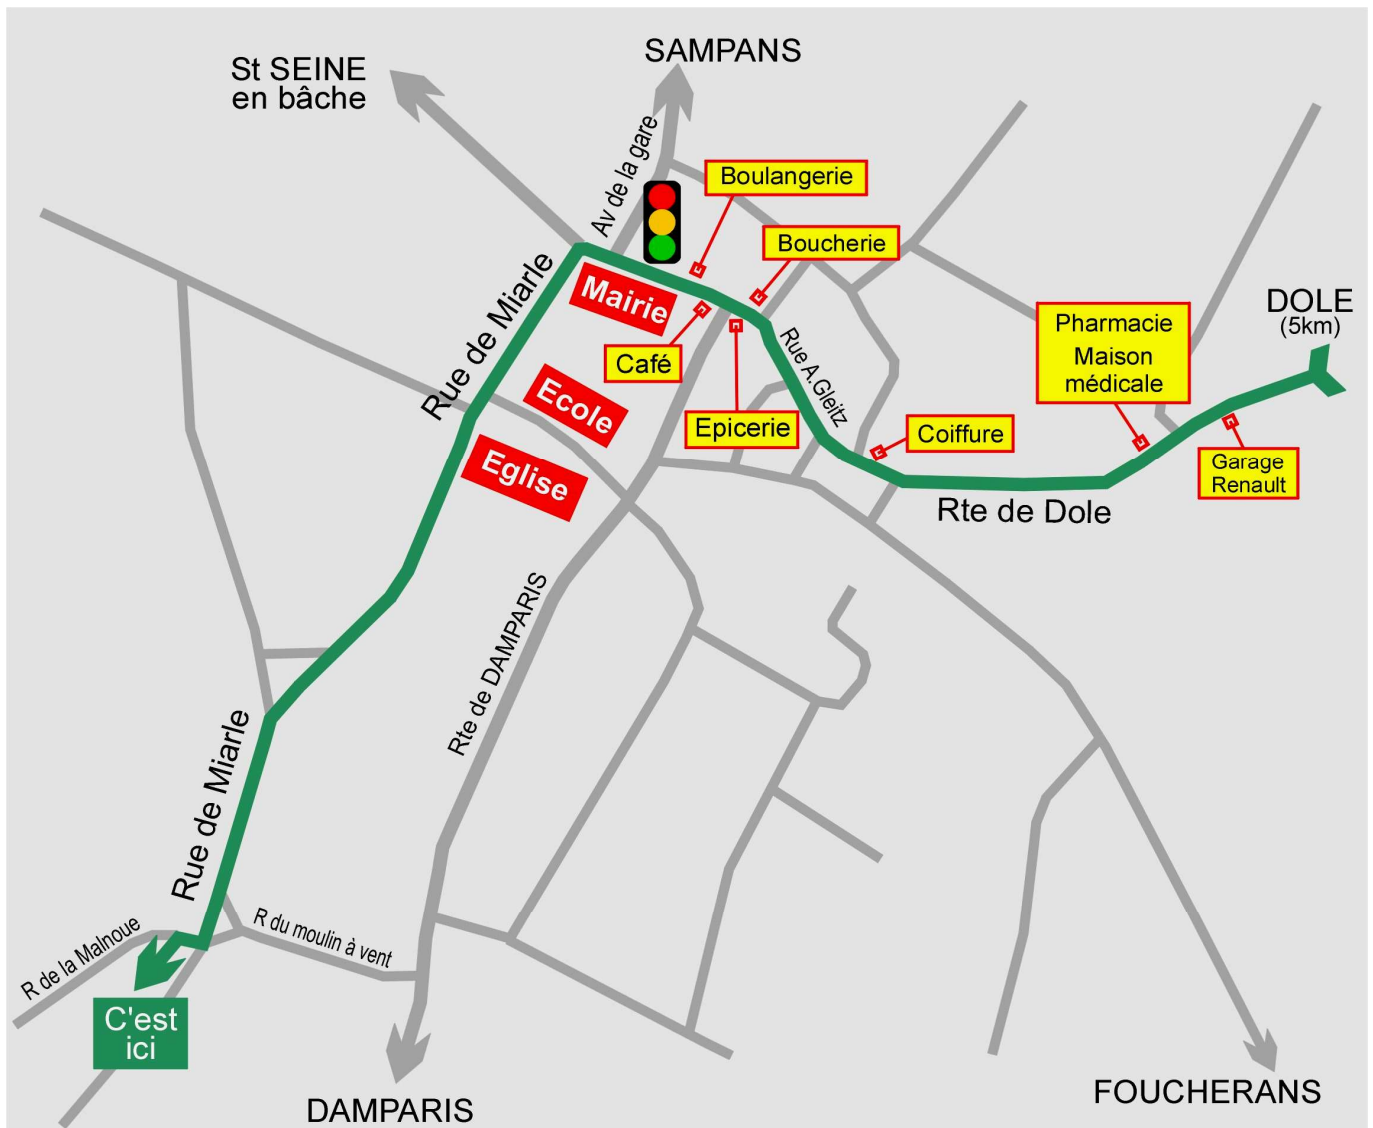 SAMPANS
St SEINE
en bâche
Av de la gare
Boulangerie
Boucherie
Rue de Miarle
Mairie
DOLE
(5km)
Pharmacie
Maison
médicale
Café
Rue A.Gleitz
Ecole
Epicerie
Coiffure
Eglise
Garage
Renault
Rte de Dole
Rte de DAMPARIS
Rue de Miarle
R de la Malnoue
R du moulin à vent
C'est
ici
DAMPARIS
FOUCHERANS